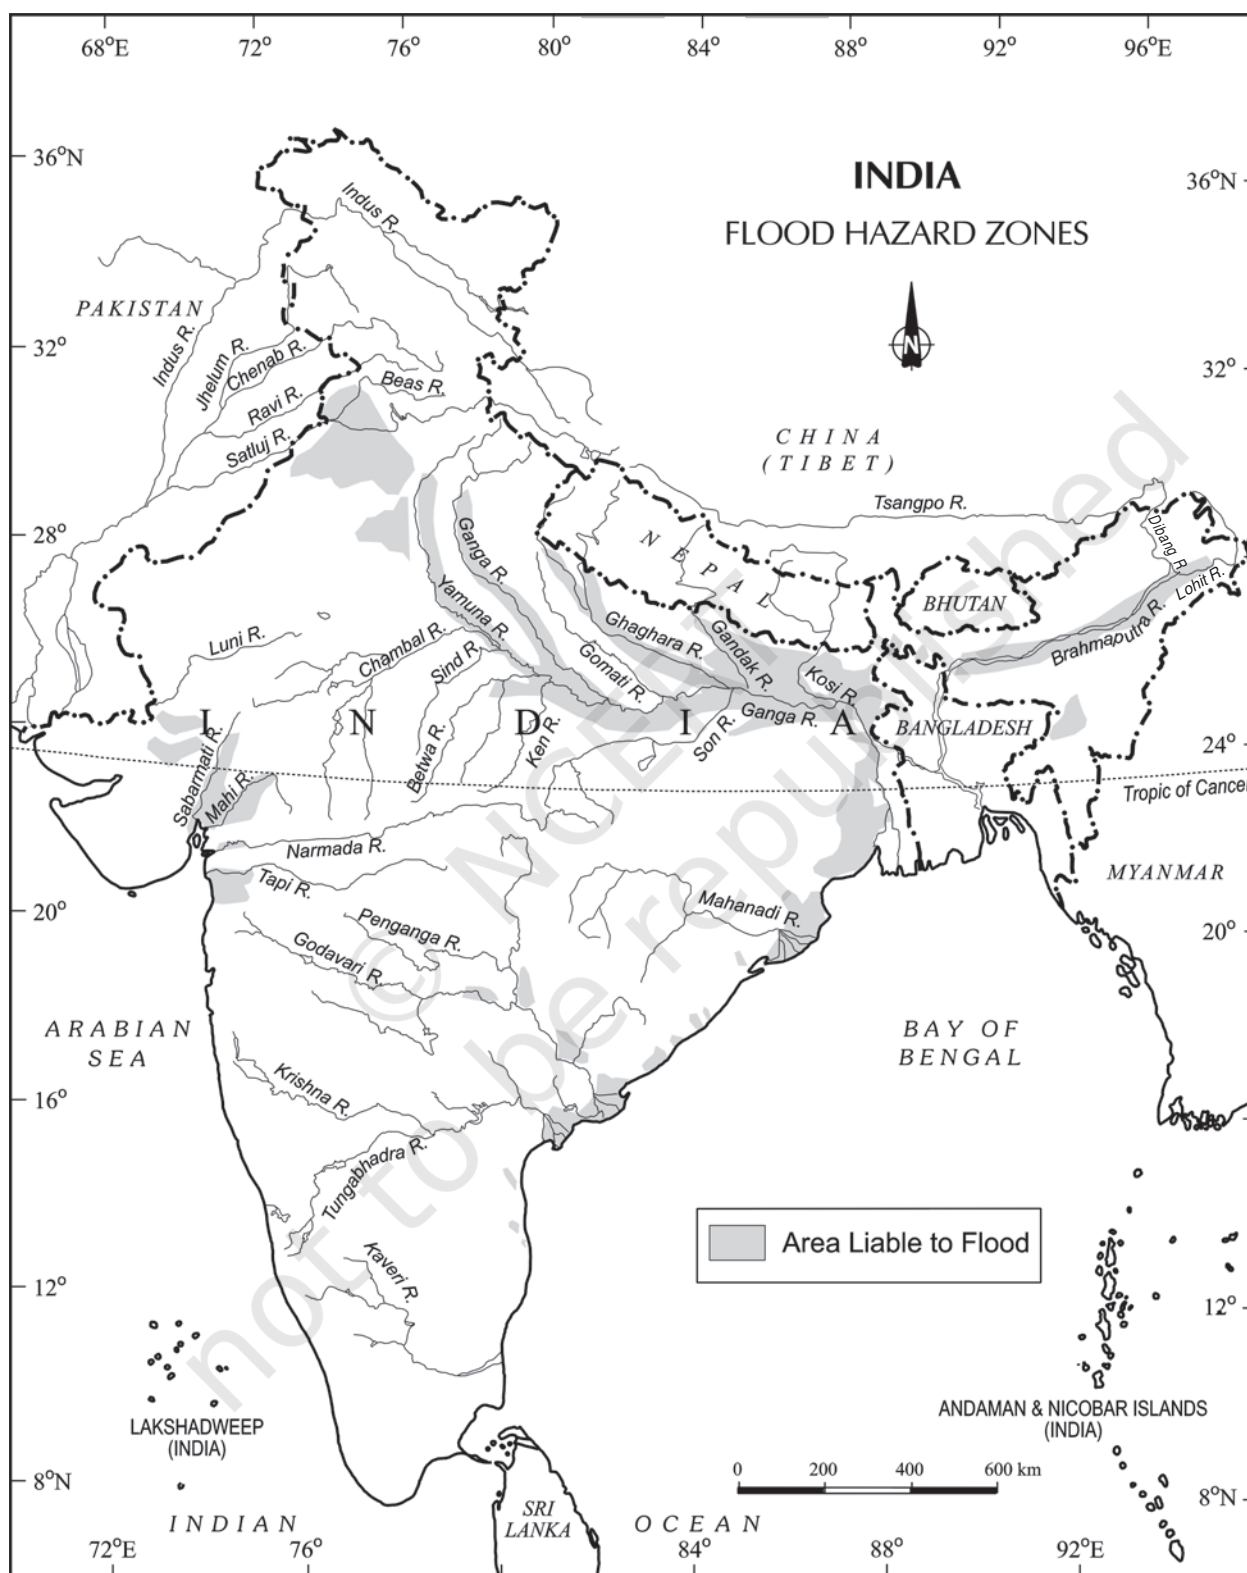 68°E 72° 76° 80° 84° 88° 92° 96°E
36°N
INDIA
36°N
FLOOD HAZARD ZONES
Indus R.
PAKISTAN
N
32°
Indus R.
Jhelum R.
Chenab R.
Beas R.
32°
Ravi R.
Satluj R.
CHINA
(TIBET)
Tsangpo R.
28°
Ganga R.
NEPAL
Dibang R.
Lohit R.
BHUTAN
Yamuna R.
Ghaghara R.
Gandak R.
Brahmaputra R.
Luni R.
Chambal R.
Sind R.
Gomati R.
Kosi R.
INDIA
Ganga R.
BANGLADESH
Sabarmati R.
Mahi R.
Betwa R.
Ken R.
Son R.
24°
Tropic of Cancer
Narmada R.
Tapi R.
MYANMAR
20°
Penganga R.
Mahanadi R.
20°
Godavari R.
ARABIAN
SEA
BAY OF
BENGAL
16°
Krishna R.
Tungabhadra R.
Area Liable to Flood
Kaveri R.
12°
12°
LAKSHADWEEP
(INDIA)
ANDAMAN & NICOBAR ISLANDS
(INDIA)
0 200 400 600 km
8°N
8°N
SRI
LANKA
INDIAN OCEAN
72°E 76° 84° 88° 92°E
© NCERT
not to be republished